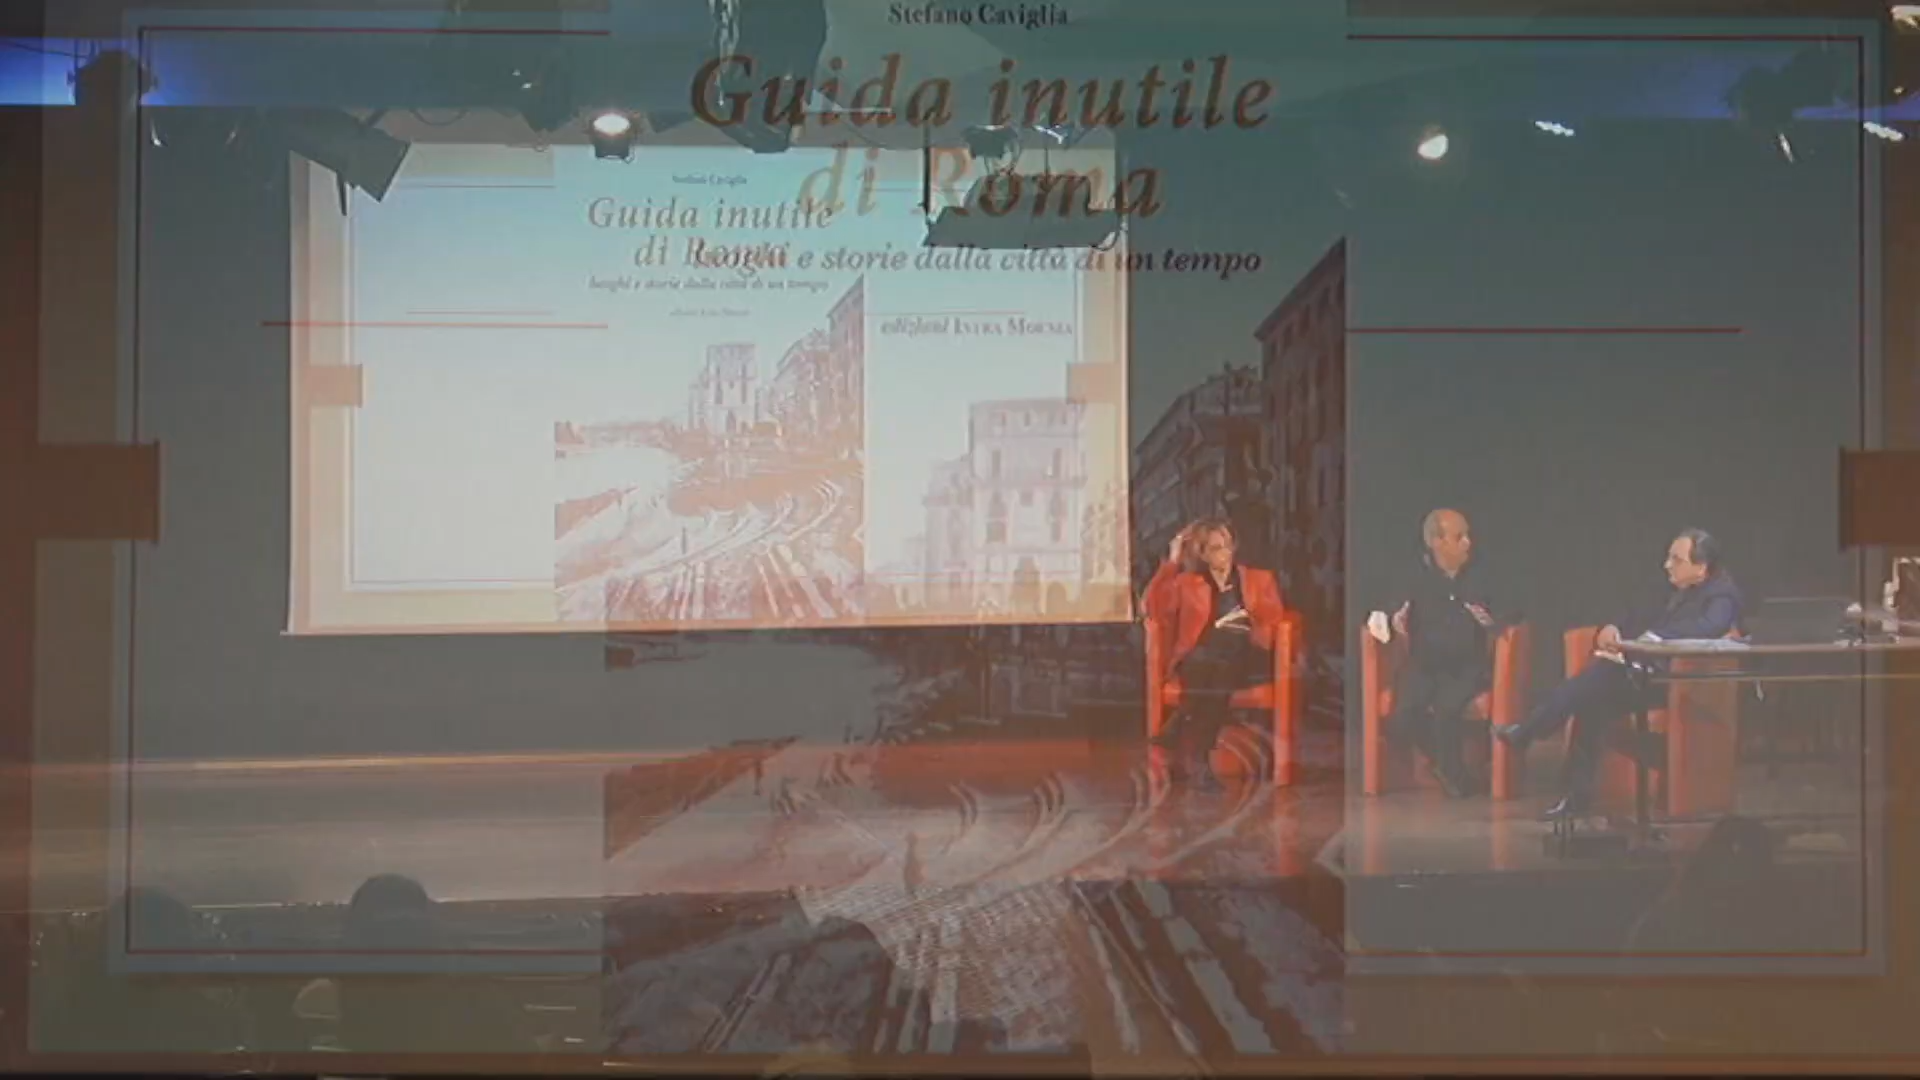 Stefano Caviglia
Guida inutile
di Roma
Luoghi e storie dalla città di un tempo
edizioni INTRA MOENIA
Stefano Caviglia
Guida inutile
di Roma
luoghi e storie dalla città di un tempo